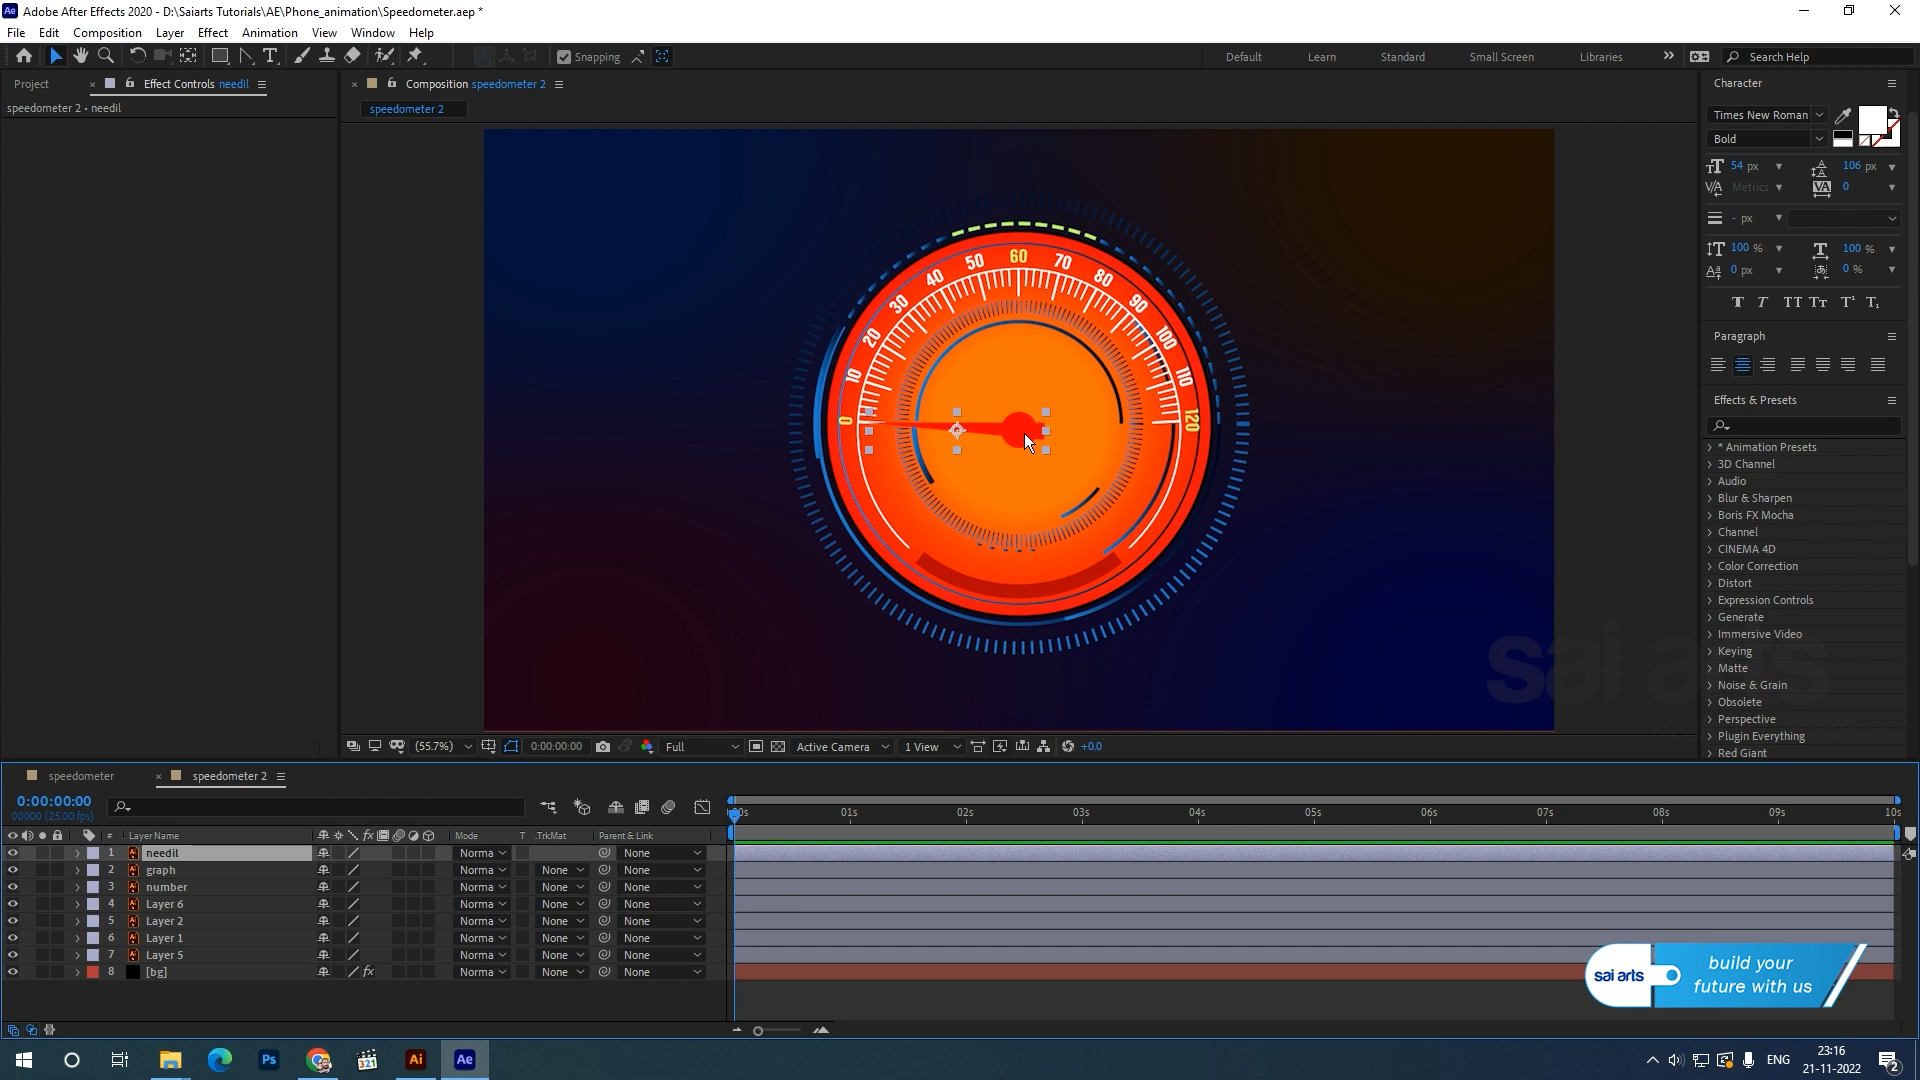 Adobe After Effects 2020 - D:\Saiarts Tutorials\AE\Phone_animation\Speedometer.aep *
File Edit Composition Layer Effect Animation View Window Help
Snapping Default Learn Standard Small Screen Libraries Search Help
Project Effect Controls needil
speedometer 2 • needil
Composition speedometer 2
speedometer 2
0 10 20 30 40 50 60 70 80 90 100 110 120
Character
Times New Roman
Bold
54 px 106 px
Metrics 0
- px
100 % 100 %
0 px 0 %
Paragraph
Effects & Presets
* Animation Presets
3D Channel
Audio
Blur & Sharpen
Boris FX Mocha
Channel
CINEMA 4D
Color Correction
Distort
Expression Controls
Generate
Immersive Video
Keying
Matte
Noise & Grain
Obsolete
Perspective
Plugin Everything
Red Giant
sai arts
(55.7%) 0:00:00:00 Full Active Camera 1 View +0.0
speedometer speedometer 2
0:00:00:00
00000 (25.00 fps)
00s 01s 02s 03s 04s 05s 06s 07s 08s 09s 10s
# Layer Name Mode T .TrkMat Parent & Link
1 needil Norma None
2 graph Norma None None
3 number Norma None None
4 Layer 6 Norma None None
5 Layer 2 Norma None None
6 Layer 1 Norma None None
7 Layer 5 Norma None None
8 [bg] Norma None None
sai arts
build your
future with us
ENG
23:16
21-11-2022
2